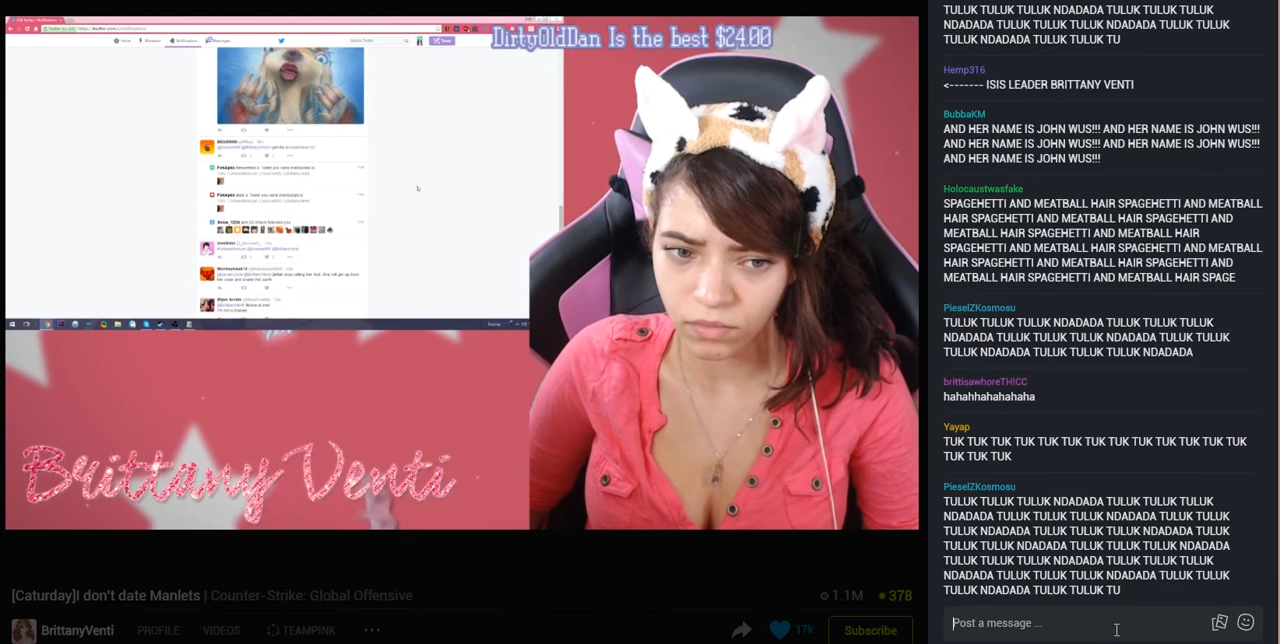 DirtyOldDan Is the best $24.00
Home
Notifications
Messages
Search Twitter
Brittany Venti
[Caturday]I don't date Manlets | Counter-Strike: Global Offensive
1.1M
378
BrittanyVenti
PROFILE
VIDEOS
TEAMPINK
17k
Subscribe
TULUK TULUK TULUK NDADADA TULUK TULUK TULUK
NDADADA TULUK TULUK TULUK NDADADA TULUK TULUK
TULUK NDADADA TULUK TULUK TU
Hemp316
<------- ISIS LEADER BRITTANY VENTI
BubbaKM
AND HER NAME IS JOHN WUS!!! AND HER NAME IS JOHN WUS!!!
AND HER NAME IS JOHN WUS!!! AND HER NAME IS JOHN WUS!!!
AND HER NAME IS JOHN WUS!!!
Holocaustwasfake
SPAGEHETTI AND MEATBALL HAIR SPAGEHETTI AND MEATBALL
HAIR SPAGEHETTI AND MEATBALL HAIR SPAGEHETTI AND
MEATBALL HAIR SPAGEHETTI AND MEATBALL HAIR
SPAGEHETTI AND MEATBALL HAIR SPAGEHETTI AND MEATBALL
HAIR SPAGEHETTI AND MEATBALL HAIR SPAGEHETTI AND
MEATBALL HAIR SPAGEHETTI AND MEATBALL HAIR SPAGE
PieselZKosmosu
TULUK TULUK TULUK NDADADA TULUK TULUK TULUK
NDADADA TULUK TULUK TULUK NDADADA TULUK TULUK
TULUK NDADADA TULUK TULUK TULUK NDADADA
brittisawhoreTHICC
hahahhahahahaha
Yayap
TUK TUK TUK TUK TUK TUK TUK TUK TUK TUK TUK TUK TUK
TUK TUK TUK
PieselZKosmosu
TULUK TULUK TULUK NDADADA TULUK TULUK TULUK
NDADADA TULUK TULUK TULUK NDADADA TULUK TULUK
TULUK NDADADA TULUK TULUK TULUK NDADADA TULUK
TULUK TULUK NDADADA TULUK TULUK TULUK NDADADA
TULUK TULUK TULUK NDADADA TULUK TULUK TULUK
NDADADA TULUK TULUK TULUK NDADADA TULUK TULUK
TULUK NDADADA TULUK TULUK TU
Post a message ...